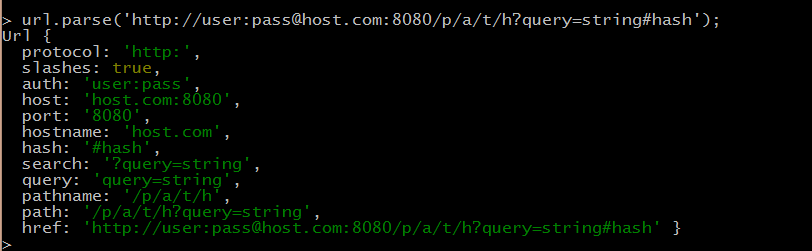 > url.parse('http://user:pass@host.com:8080/p/a/t/h?query=string#hash');
Url {
  protocol: 'http:',
  slashes: true,
  auth: 'user:pass',
  host: 'host.com:8080',
  port: '8080',
  hostname: 'host.com',
  hash: '#hash',
  search: '?query=string',
  query: 'query=string',
  pathname: '/p/a/t/h',
  path: '/p/a/t/h?query=string',
  href: 'http://user:pass@host.com:8080/p/a/t/h?query=string#hash' }
>